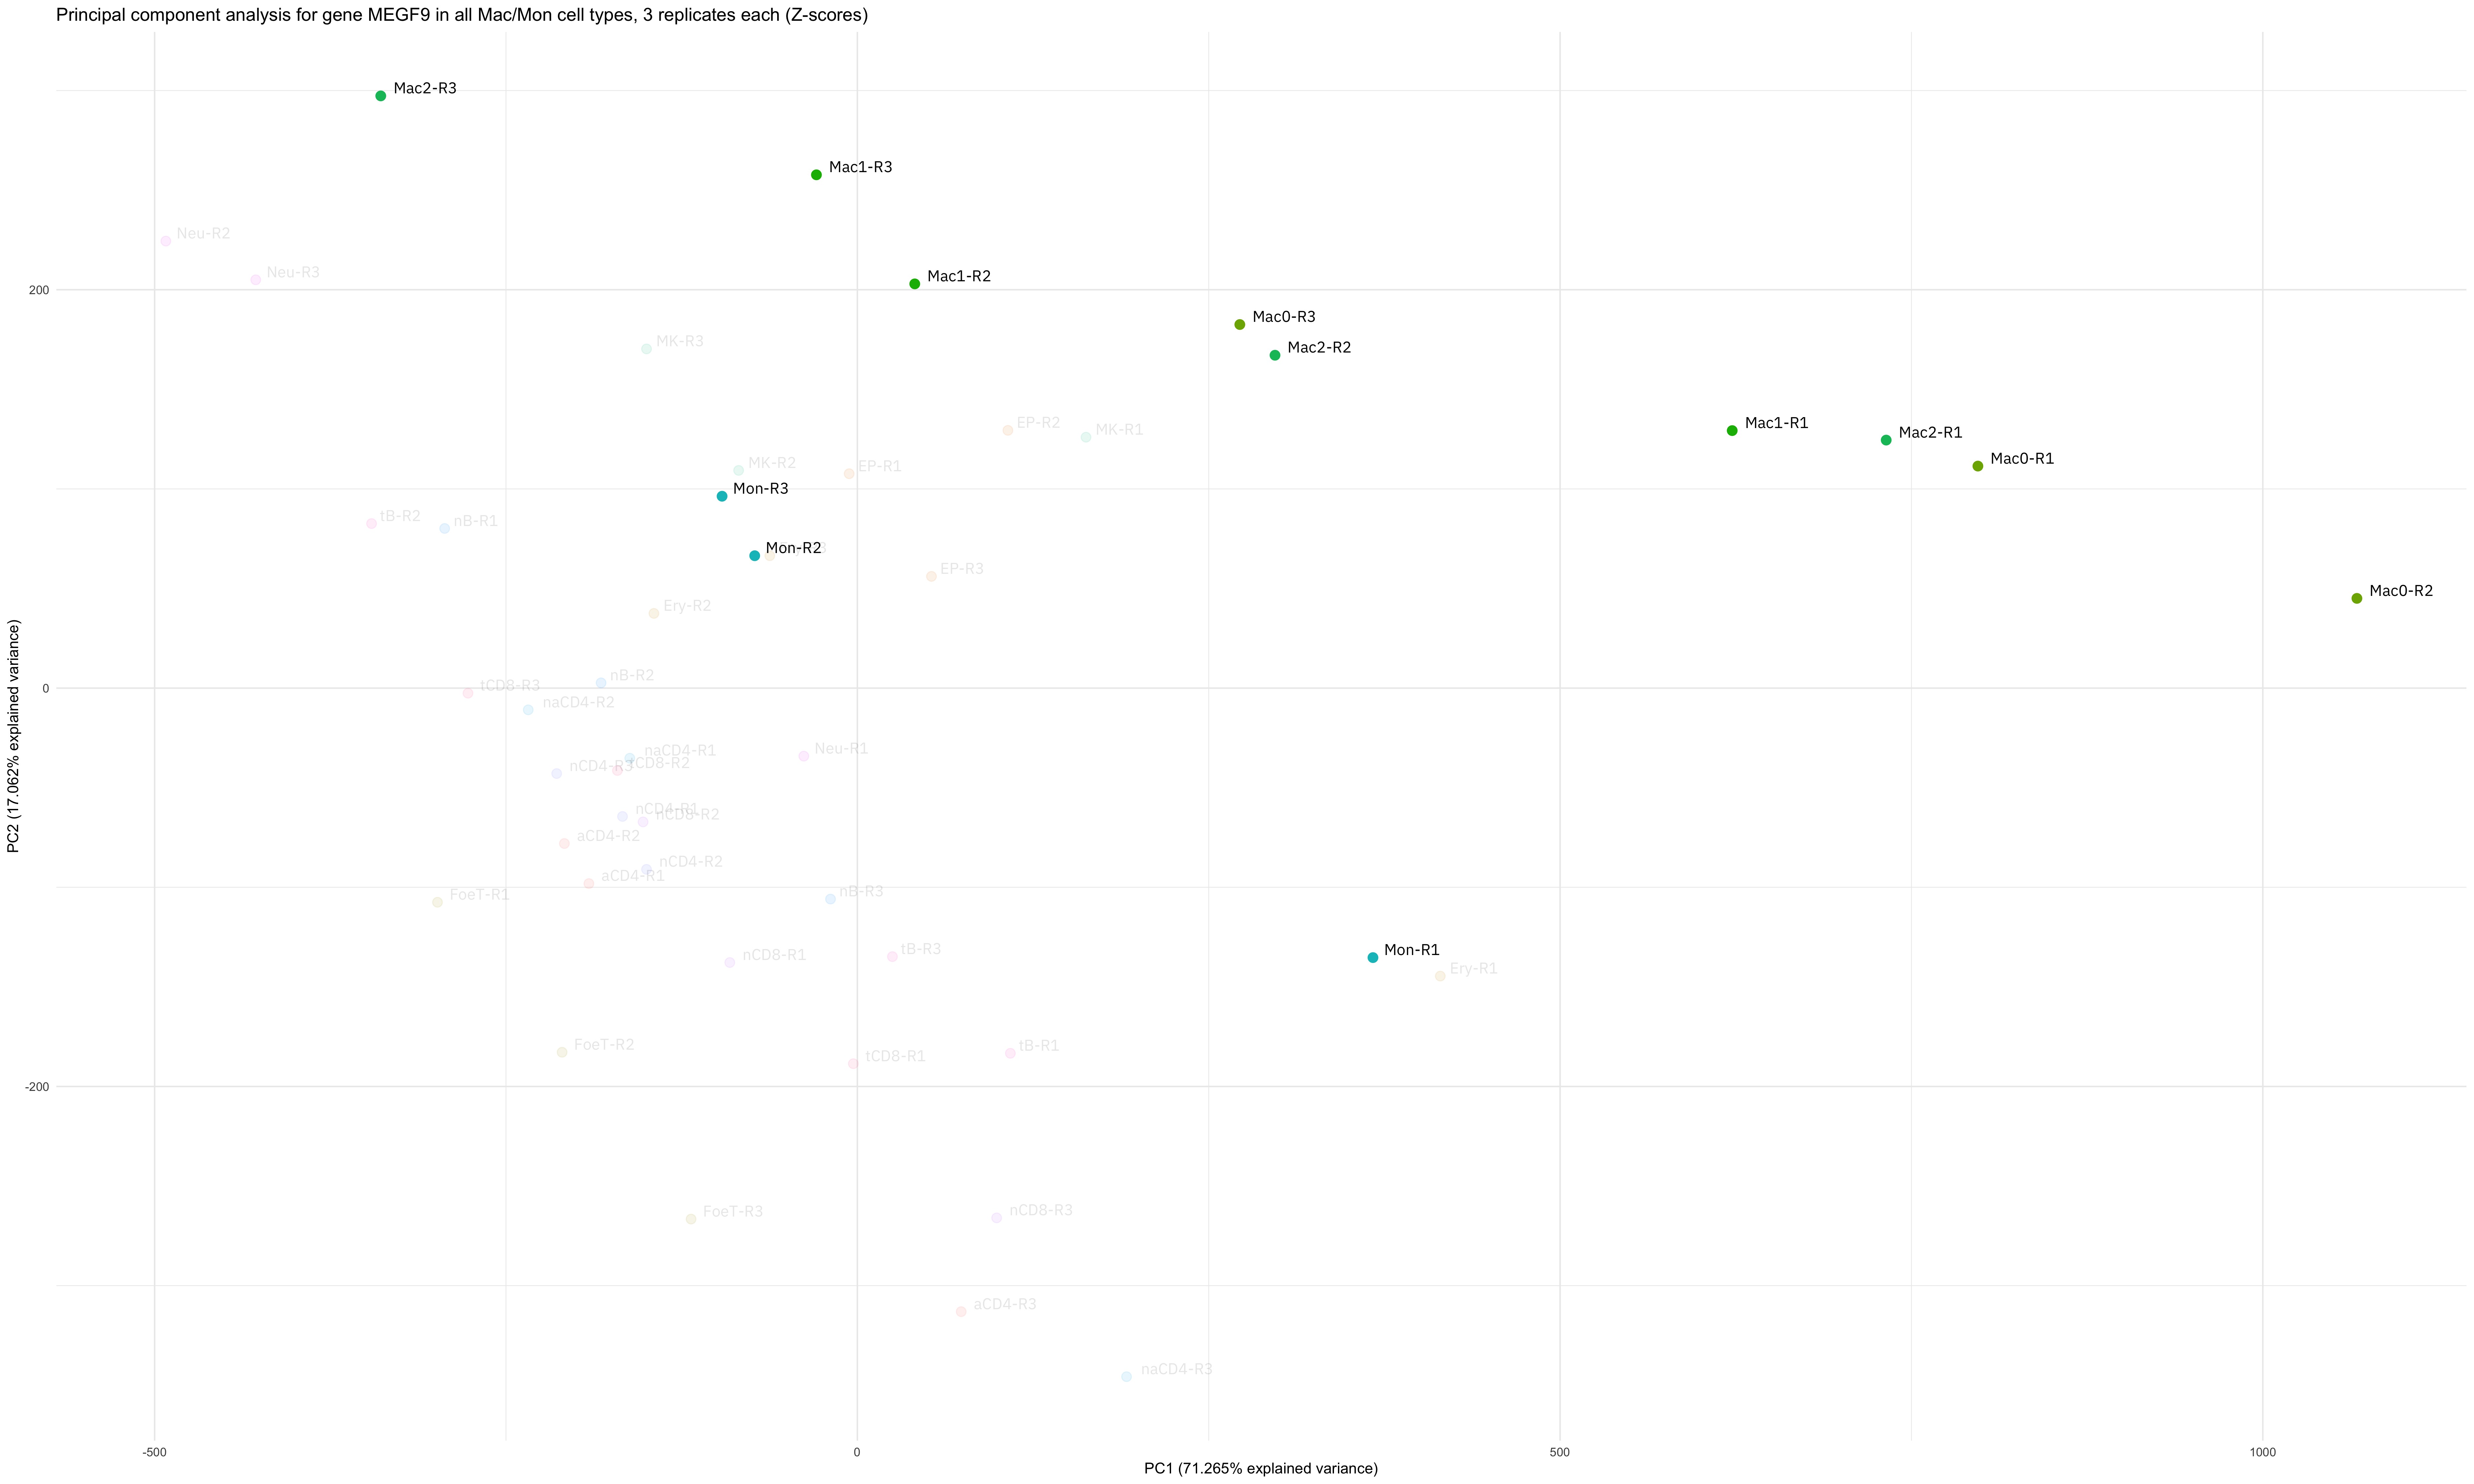 Principal component analysis for gene MEGF9 in all Mac/Mon cell types, 3 replicates each (Z-scores)
Mac2-R3
Mac1-R3
Neu-R2
Neu-R3
Mac1-R2
200
Mac0-R3
MK-R3
Mac2-R2
EP-R2
MK-R1
Mac1-R1
Mac2-R1
MK-R2
EP-R1
Mac0-R1
Mon-R3
tB-R2
nB-R1
Mon-R2
EP-R3
Mac0-R2
Ery-R2
nB-R2
0
tCD8-R3
naCD4-R2
naCD4-R1
Neu-R1
nCD4-R3
tCD8-R2
nCD4-R1
nCD8-R2
aCD4-R2
nCD4-R2
aCD4-R1
FoeT-R1
nB-R3
nCD8-R1
tB-R3
Mon-R1
Ery-R1
FoeT-R2
tCD8-R1
tB-R1
-200
FoeT-R3
nCD8-R3
aCD4-R3
naCD4-R3
-500
0
500
1000
PC1 (71.265% explained variance)
PC2 (17.062% explained variance)